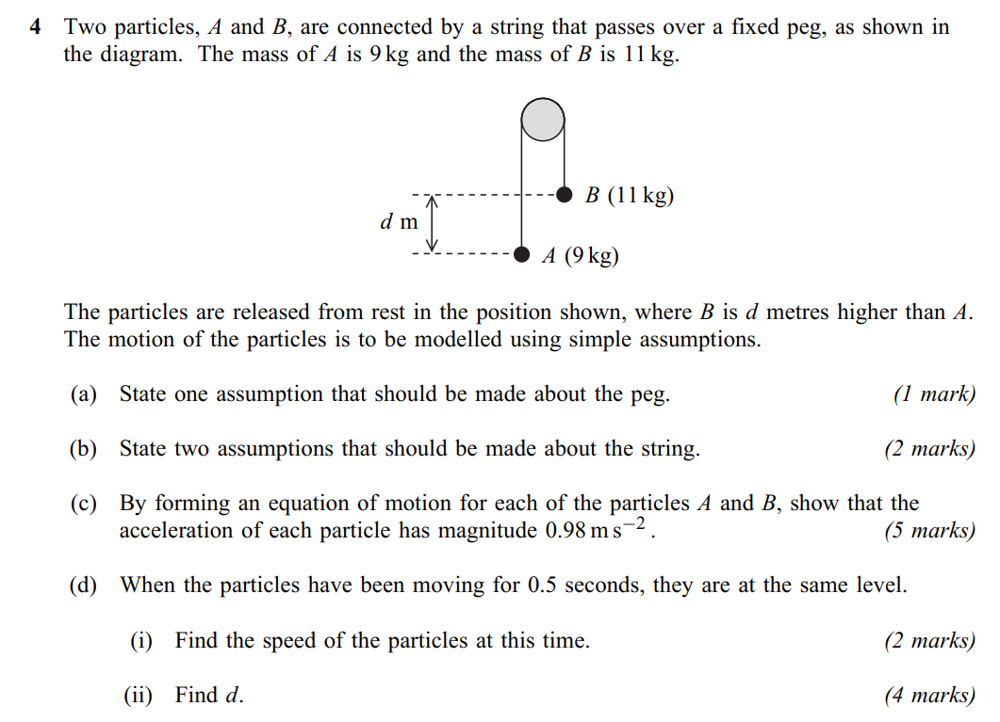 4 Two particles, A and B, are connected by a string that passes over a fixed peg, as shown in
the diagram. The mass of A is 9 kg and the mass of B is 11 kg.
B (11 kg)
d m
A (9 kg)
The particles are released from rest in the position shown, where B is d metres higher than A.
The motion of the particles is to be modelled using simple assumptions.
(a) State one assumption that should be made about the peg. (1 mark)
(b) State two assumptions that should be made about the string. (2 marks)
(c) By forming an equation of motion for each of the particles A and B, show that the
acceleration of each particle has magnitude 0.98 m s⁻². (5 marks)
(d) When the particles have been moving for 0.5 seconds, they are at the same level.
(i) Find the speed of the particles at this time. (2 marks)
(ii) Find d. (4 marks)